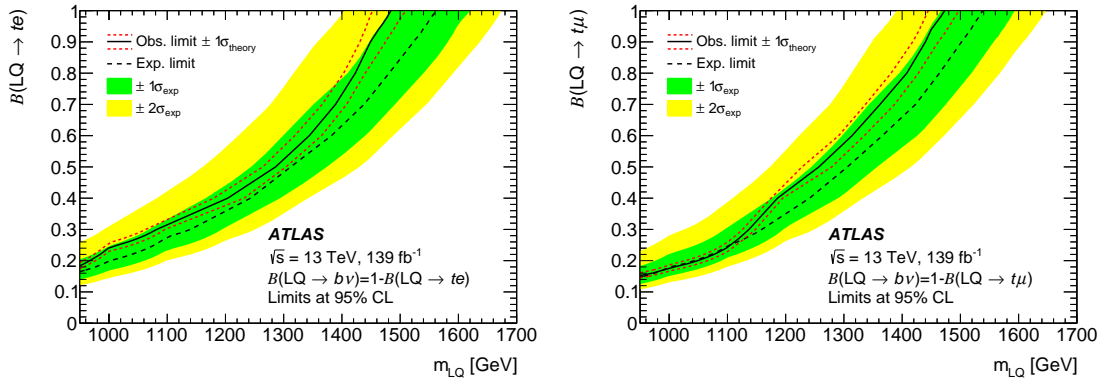 B(LQ → te)
1
0.9
0.8
0.7
0.6
0.5
0.4
0.3
0.2
0.1
0
Obs. limit ± 1σtheory
Exp. limit
± 1σexp
± 2σexp
ATLAS
√s = 13 TeV, 139 fb-1
B(LQ → bν)=1-B(LQ → te)
Limits at 95% CL
1000 1100 1200 1300 1400 1500 1600 1700
mLQ [GeV]
B(LQ → tμ)
1
0.9
0.8
0.7
0.6
0.5
0.4
0.3
0.2
0.1
0
Obs. limit ± 1σtheory
Exp. limit
± 1σexp
± 2σexp
ATLAS
√s = 13 TeV, 139 fb-1
B(LQ → bν)=1-B(LQ → tμ)
Limits at 95% CL
1000 1100 1200 1300 1400 1500 1600 1700
mLQ [GeV]